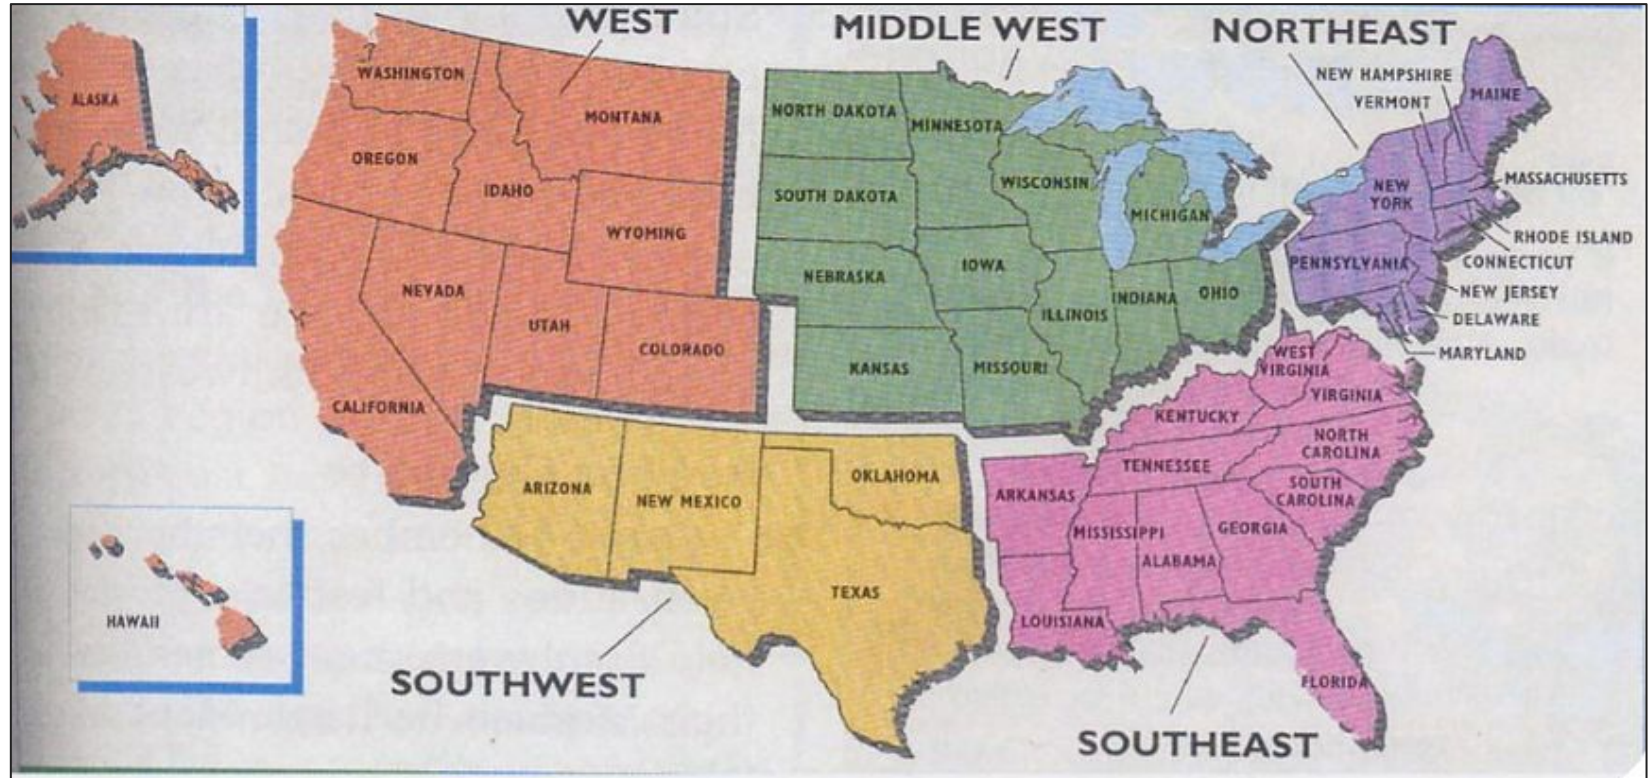 WEST
MIDDLE WEST
NORTHEAST
ALASKA
WASHINGTON
MONTANA
OREGON
IDAHO
WYOMING
NEVADA
UTAH
COLORADO
CALIFORNIA
HAWAII
NORTH DAKOTA
MINNESOTA
SOUTH DAKOTA
WISCONSIN
MICHIGAN
NEBRASKA
IOWA
ILLINOIS
INDIANA
OHIO
KANSAS
MISSOURI
NEW HAMPSHIRE
VERMONT
MAINE
MASSACHUSETTS
NEW
YORK
RHODE ISLAND
CONNECTICUT
PENNSYLVANIA
NEW JERSEY
DELAWARE
MARYLAND
WEST
VIRGINIA
VIRGINIA
KENTUCKY
NORTH
CAROLINA
TENNESSEE
SOUTH
CAROLINA
ARKANSAS
MISSISSIPPI
GEORGIA
ALABAMA
LOUISIANA
FLORIDA
ARIZONA
NEW MEXICO
OKLAHOMA
TEXAS
SOUTHWEST
SOUTHEAST